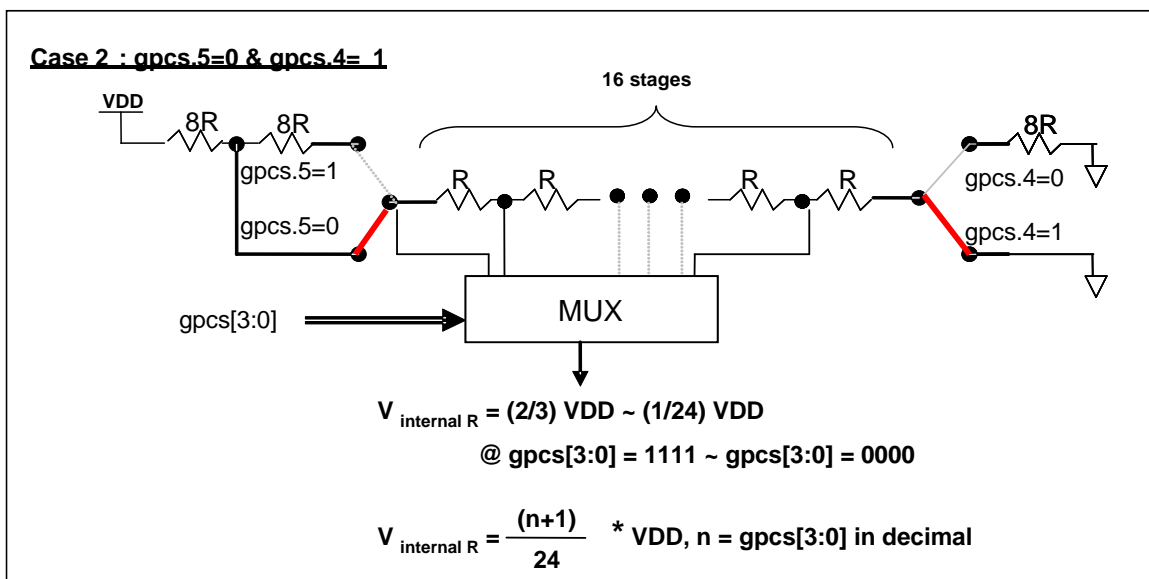 Case 2 : gpcs.5=0 & gpcs.4= 1
16 stages
VDD
8R 8R 8R
gpcs.5=1
R R R R
gpcs.4=0
gpcs.5=0
gpcs.4=1
MUX
gpcs[3:0]
V internal R = (2/3) VDD ~ (1/24) VDD
@ gpcs[3:0] = 1111 ~ gpcs[3:0] = 0000
V internal R = (n+1) / 24 * VDD, n = gpcs[3:0] in decimal